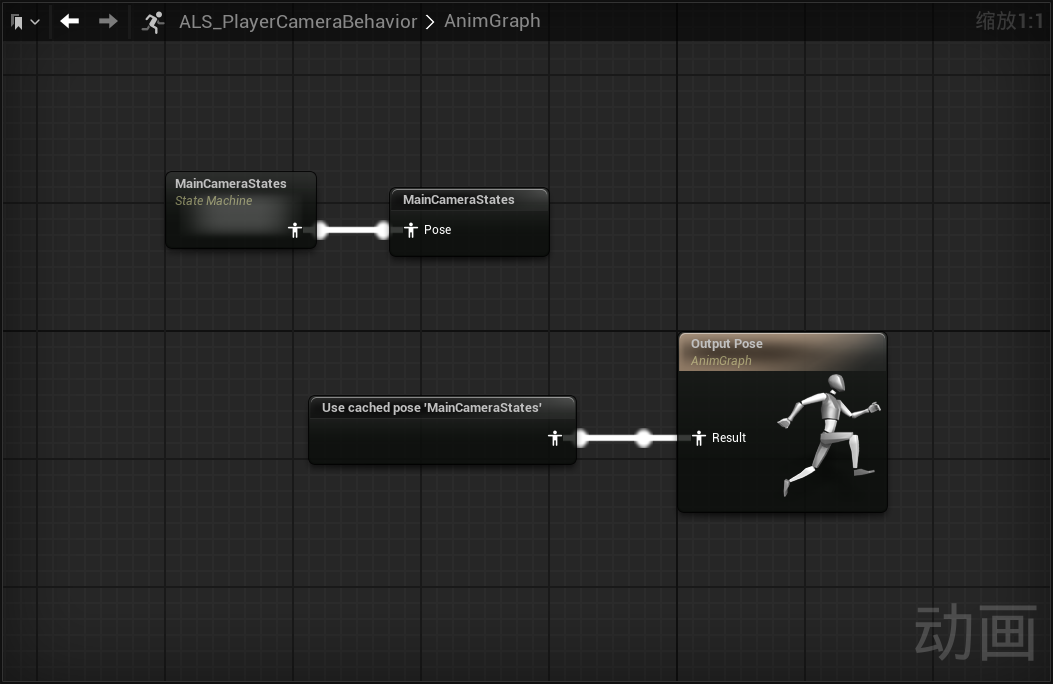 ALS_PlayerCameraBehavior > AnimGraph
缩放1:1
MainCameraStates
State Machine
MainCameraStates
Pose
Output Pose
AnimGraph
Use cached pose 'MainCameraStates'
Result
动画